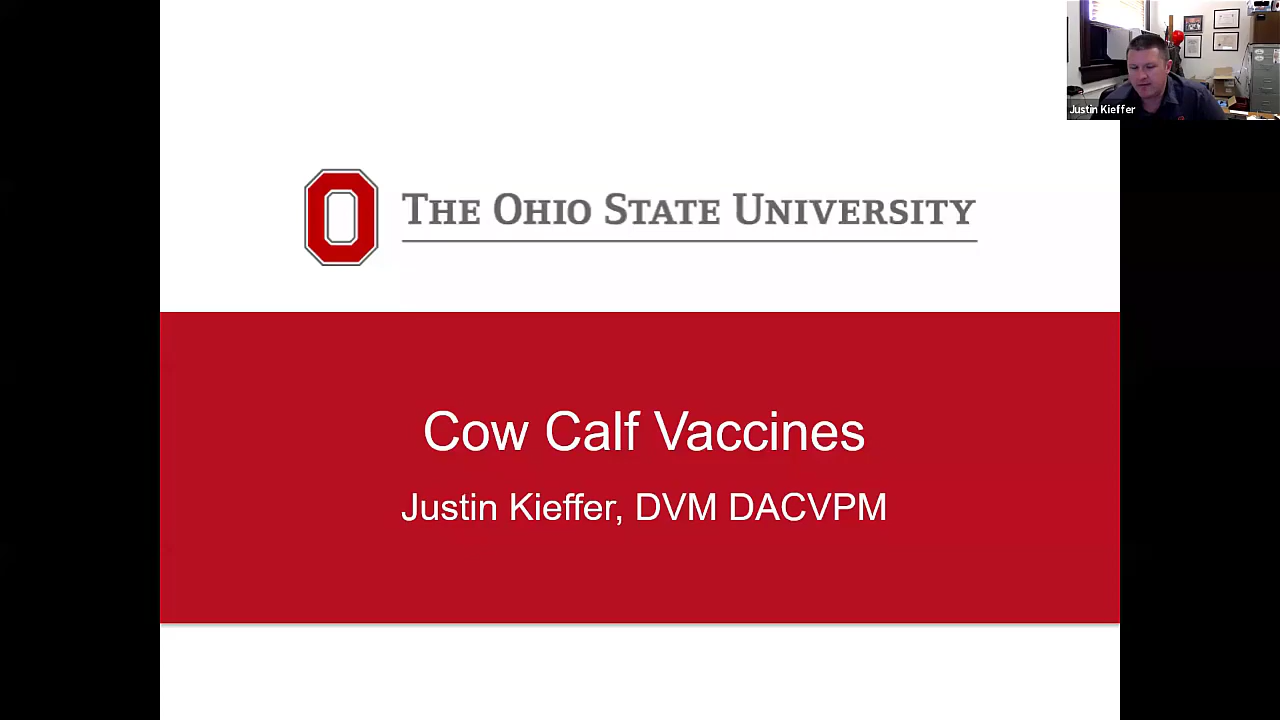 Justin Kieffer
THE OHIO STATE UNIVERSITY
Cow Calf Vaccines
Justin Kieffer, DVM DACVPM